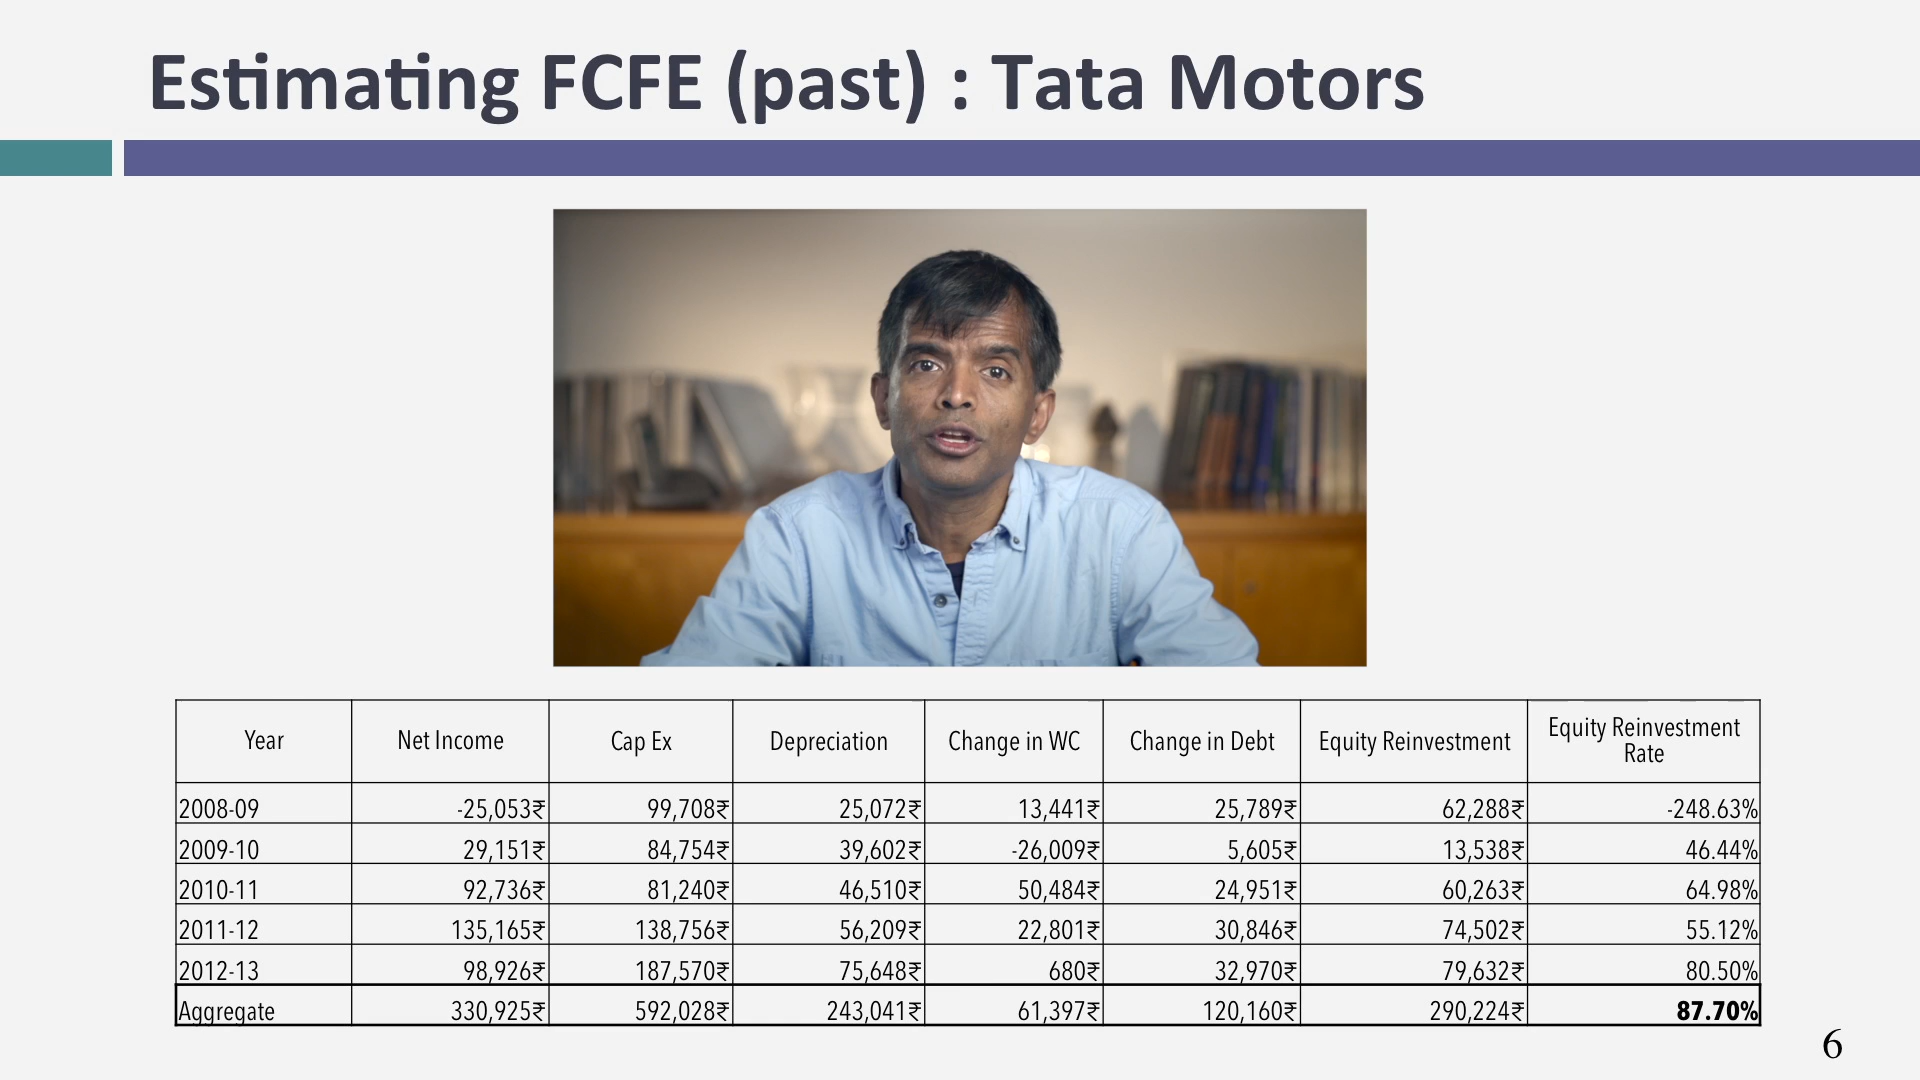 Estimating FCFE (past) : Tata Motors
Year Net Income Cap Ex Depreciation Change in WC Change in Debt Equity Reinvestment Equity Reinvestment Rate
2008-09 -25,053₹ 99,708₹ 25,072₹ 13,441₹ 25,789₹ 62,288₹ -248.63%
2009-10 29,151₹ 84,754₹ 39,602₹ -26,009₹ 5,605₹ 13,538₹ 46.44%
2010-11 92,736₹ 81,240₹ 46,510₹ 50,484₹ 24,951₹ 60,263₹ 64.98%
2011-12 135,165₹ 138,756₹ 56,209₹ 22,801₹ 30,846₹ 74,502₹ 55.12%
2012-13 98,926₹ 187,570₹ 75,648₹ 680₹ 32,970₹ 79,632₹ 80.50%
Aggregate 330,925₹ 592,028₹ 243,041₹ 61,397₹ 120,160₹ 290,224₹ 87.70%
6